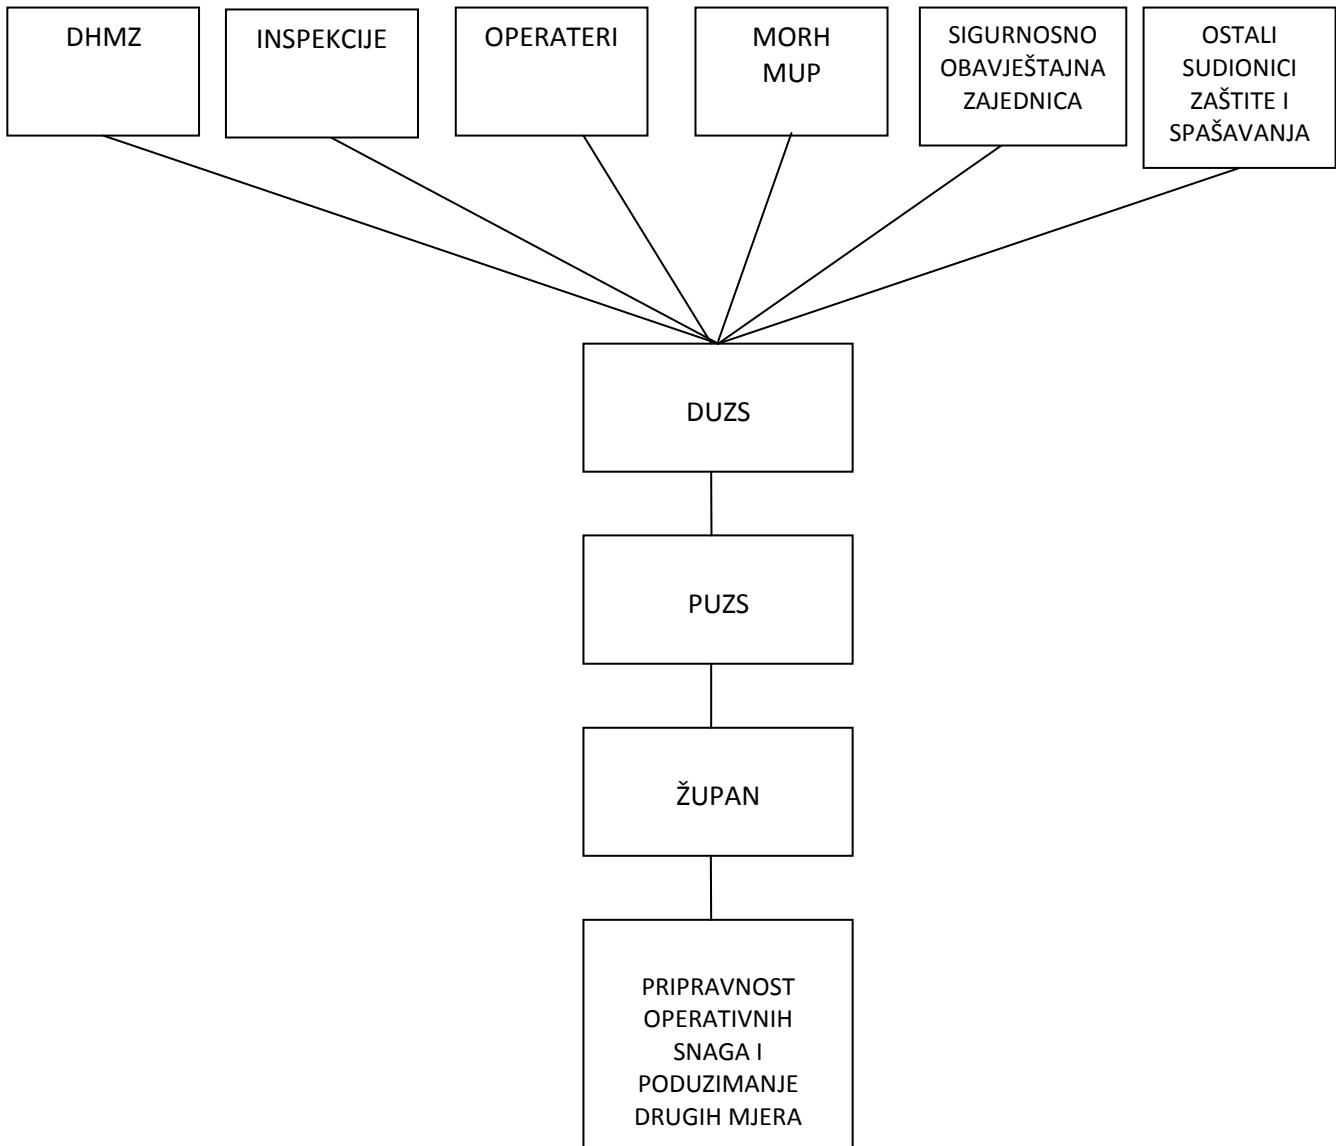 DHMZ
INSPEKCIJE
OPERATERI
MORH
MUP
SIGURNOSNO
OBAVJEŠTAJNA
ZAJEDNICA
OSTALI
SUDIONICI
ZAŠTITE I
SPAŠAVANJA
DUZS
PUZS
ŽUPAN
PRIPRAVNOST
OPERATIVNIH
SNAGA I
PODUZIMANJE
DRUGIH MJERA